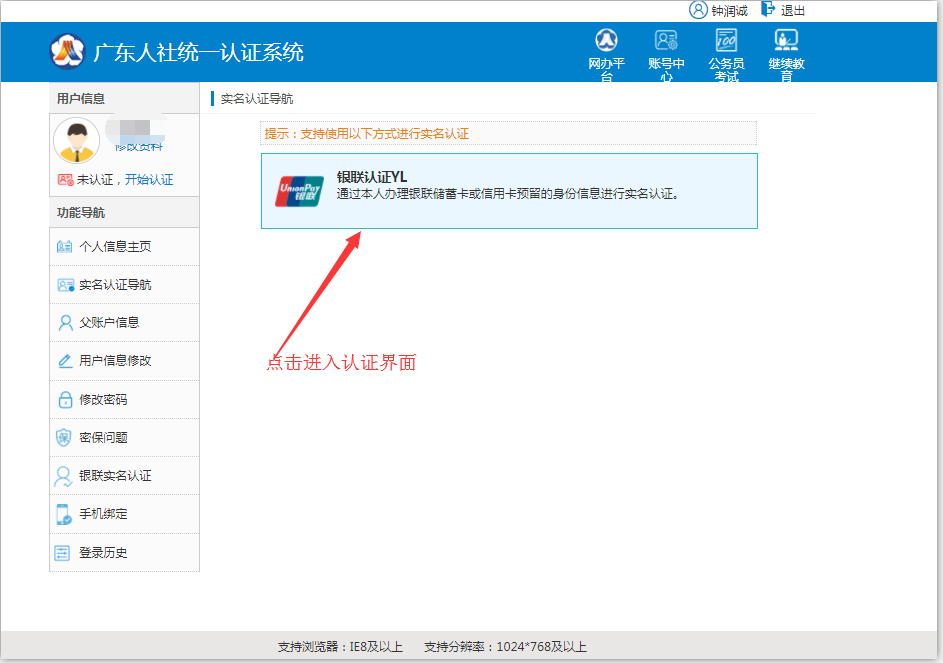 钟润诚 退出
广东人社统一认证系统
网办平台
账号中心
公务员考试
继续教育
用户信息
修改资料
未认证，开始认证
功能导航
个人信息主页
实名认证导航
父账户信息
用户信息修改
修改密码
密保问题
银联实名认证
手机绑定
登录历史
实名认证导航
提示：支持使用以下方式进行实名认证
UnionPay
银联
银联认证YL
通过本人办理银联储蓄卡或信用卡预留的身份信息进行实名认证。
点击进入认证界面
支持浏览器：IE8及以上 支持分辨率：1024*768及以上